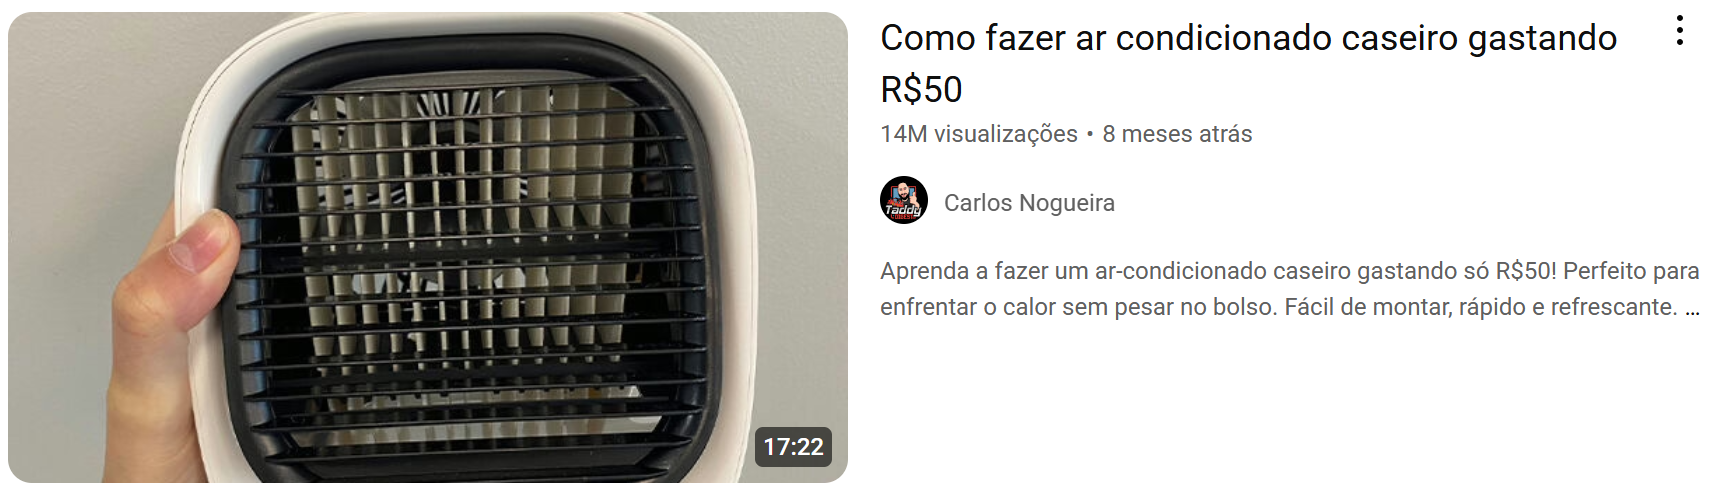 Como fazer ar condicionado caseiro gastando
R$50
14M visualizações • 8 meses atrás
Taddy
Carlos Nogueira
Aprenda a fazer um ar-condicionado caseiro gastando só R$50! Perfeito para
enfrentar o calor sem pesar no bolso. Fácil de montar, rápido e refrescante. ...
17:22